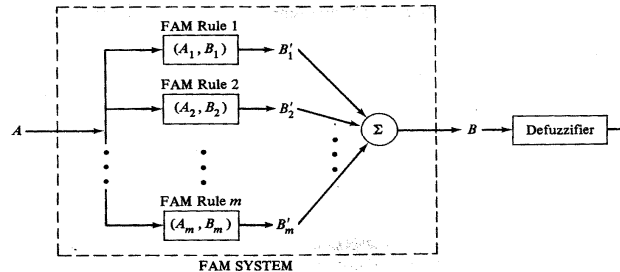 FAM Rule 1
(A₁, B₁) B′₁
FAM Rule 2
(A₂, B₂) B′₂
A Σ B Defuzzifier
FAM Rule m
(Aₘ, Bₘ) B′ₘ
FAM SYSTEM